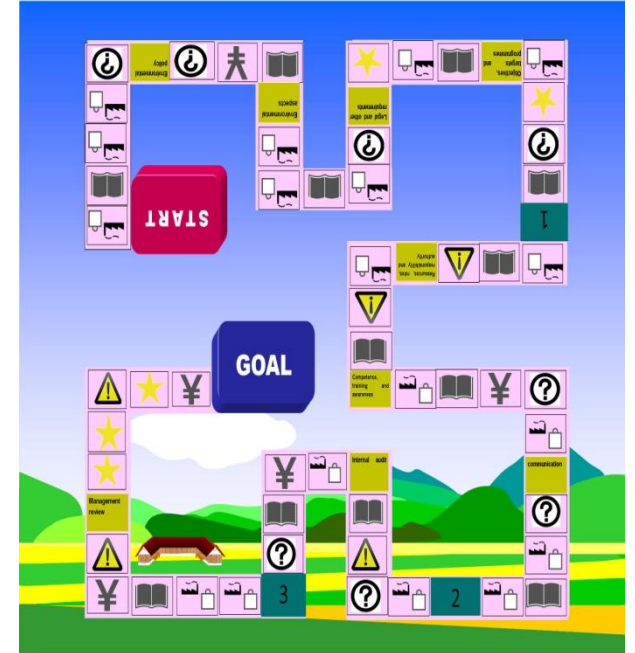 Environmental
policy
Objectives,
targets and
programmes
Environmental
aspects
Legal and other
requirements
START
1
Resources, roles,
responsibility and
authority
GOAL
Competence,
training and
awareness
Internal audit
communication
Management
review
3
2